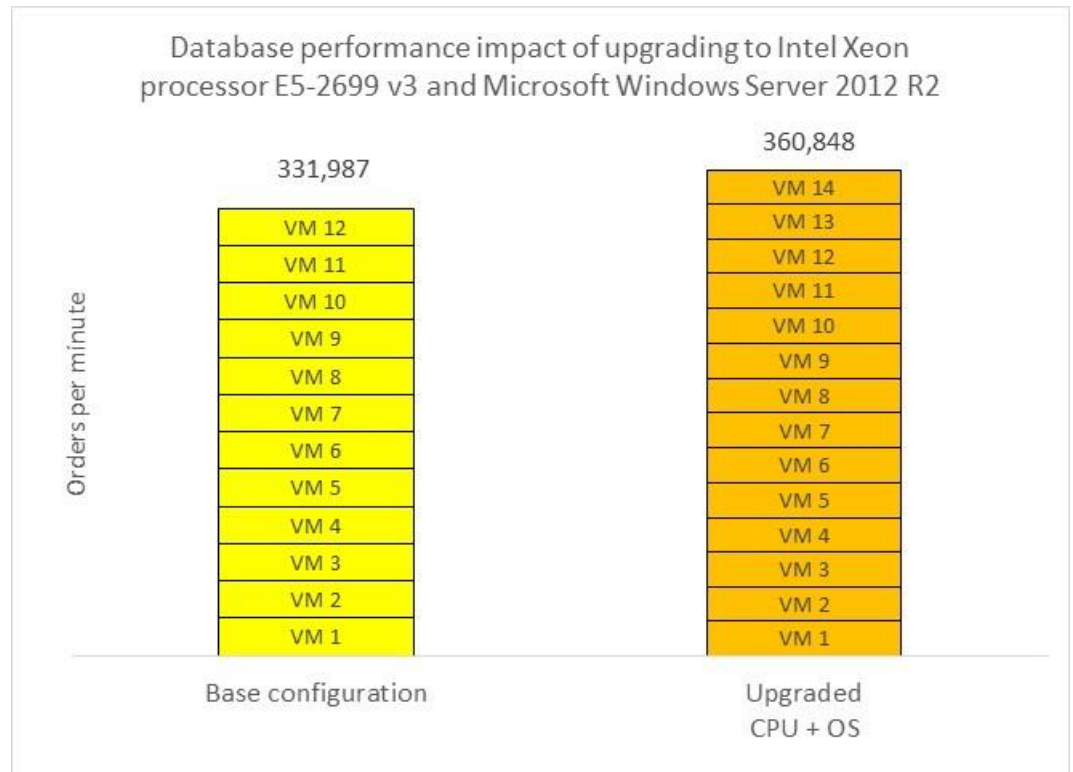 Database performance impact of upgrading to Intel Xeon
processor E5-2699 v3 and Microsoft Windows Server 2012 R2
Orders per minute
331,987
VM 12
VM 11
VM 10
VM 9
VM 8
VM 7
VM 6
VM 5
VM 4
VM 3
VM 2
VM 1
Base configuration
360,848
VM 14
VM 13
VM 12
VM 11
VM 10
VM 9
VM 8
VM 7
VM 6
VM 5
VM 4
VM 3
VM 2
VM 1
Upgraded
CPU + OS